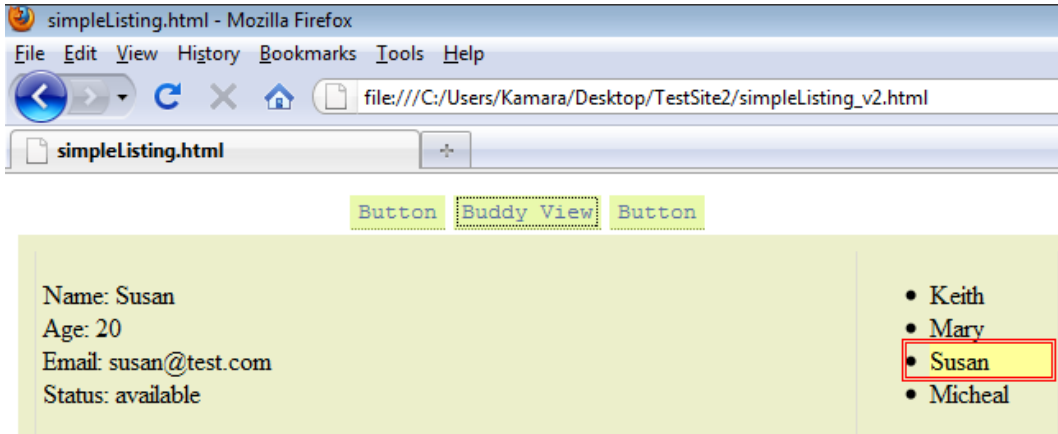 simpleListing.html - Mozilla Firefox
File Edit View History Bookmarks Tools Help
file:///C:/Users/Kamara/Desktop/TestSite2/simpleListing_v2.html
simpleListing.html
Button Buddy View Button
Name: Susan
Age: 20
Email: susan@test.com
Status: available
Keith
Mary
Susan
Micheal